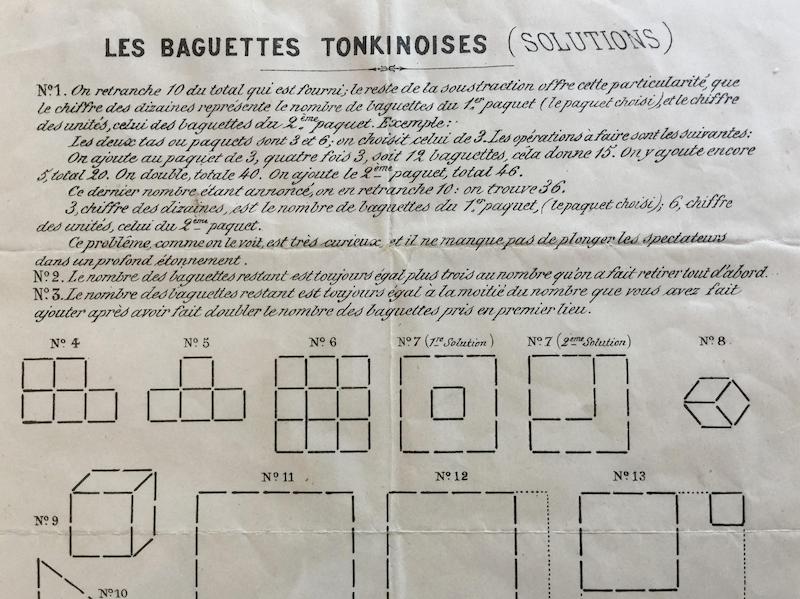 LES BAGUETTES TONKINOISES (SOLUTIONS)
Nº1. On retranche 10 du total qui est fourni; le reste de la soustraction offre cette particularité, que
le chiffre des dizaines représente le nombre de baguettes du 1.er paquet (le paquet choisi) et le chiffre
des unités, celui des baguettes du 2.ème paquet. Exemple:
Les deux tas ou paquets sont 3 et 6; on choisit celui de 3. Les opérations à faire sont les suivantes:
On ajoute au paquet de 3, quatre fois 3, soit 12 baguettes, cela donne 15. On y ajoute encore
5, total 20. On double, totale 40. On ajoute le 2ème paquet, total 46.
Ce dernier nombre étant annoncé, on en retranche 10: on trouve 36.
3, chiffre des dizaines, est le nombre de baguettes du 1.er paquet, (le paquet choisi); 6, chiffre
des unités, celui du 2ème paquet.
Ce problème, comme on le voit, est très curieux, et il ne manque pas de plonger les spectateurs
dans un profond étonnement.
Nº2. Le nombre des baguettes restant est toujours égal plus trois au nombre qu'on a fait retirer tout d'abord.
Nº3. Le nombre des baguettes restant est toujours égal à la moitié du nombre que vous avez fait
ajouter après avoir fait doubler le nombre des baguettes pris en premier lieu.
Nº 4
Nº 5
Nº 6
Nº 7 (1re Solution)
Nº 7 (2ème Solution)
Nº 8
Nº 9
Nº10
Nº 11
Nº 12
Nº 13